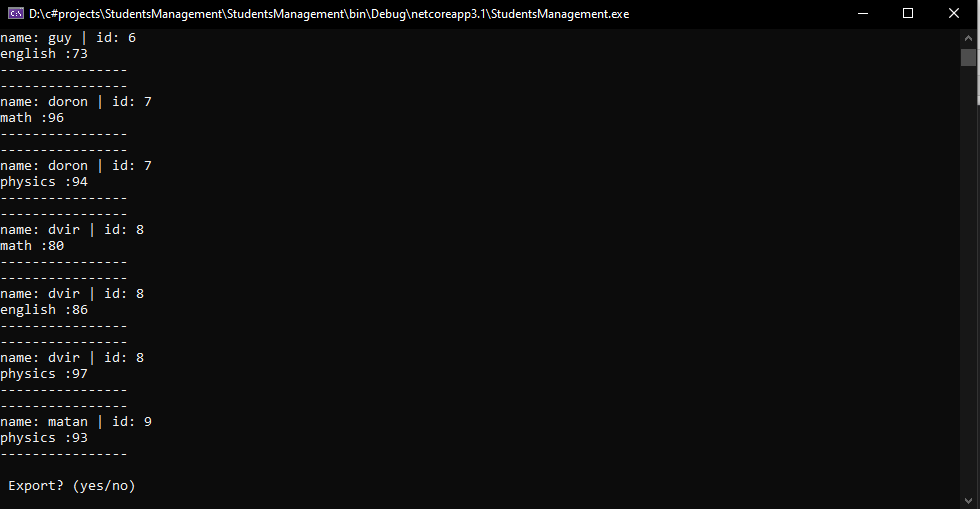 D:\c#projects\StudentsManagement\StudentsManagement\bin\Debug\netcoreapp3.1\StudentsManagement.exe
name: guy | id: 6
english :73
----------------
----------------
name: doron | id: 7
math :96
----------------
----------------
name: doron | id: 7
physics :94
----------------
----------------
name: dvir | id: 8
math :80
----------------
----------------
name: dvir | id: 8
english :86
----------------
----------------
name: dvir | id: 8
physics :97
----------------
----------------
name: matan | id: 9
physics :93
----------------
Export? (yes/no)